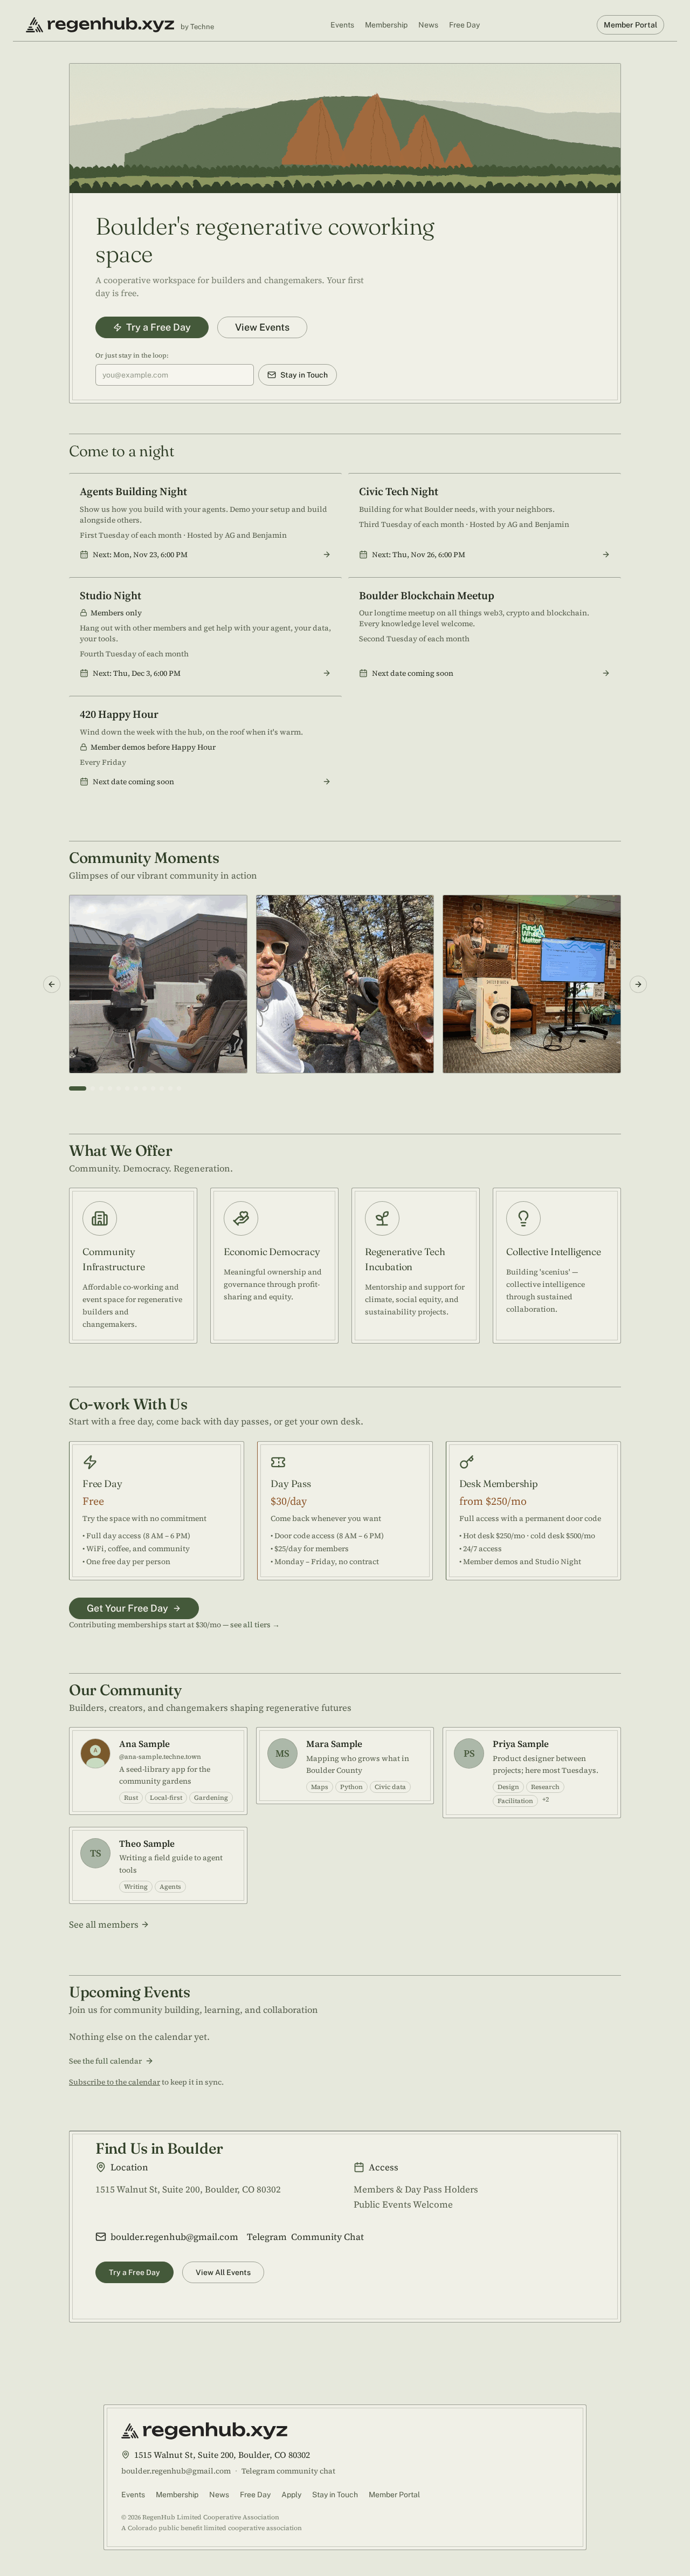 regenhub.xyz by Techne
Events Membership News Free Day
Member Portal
Boulder's regenerative coworking
space
A cooperative workspace for builders and changemakers. Your first
day is free.
Try a Free Day
View Events
Or just stay in the loop:
you@example.com
Stay in Touch
Come to a night
Agents Building Night
Show us how you build with your agents. Demo your setup and build
alongside others.
First Tuesday of each month · Hosted by AG and Benjamin
Next: Mon, Nov 23, 6:00 PM
Civic Tech Night
Building for what Boulder needs, with your neighbors.
Third Tuesday of each month · Hosted by AG and Benjamin
Next: Thu, Nov 26, 6:00 PM
Studio Night
Members only
Hang out with other members and get help with your agent, your data,
your tools.
Fourth Tuesday of each month
Next: Thu, Dec 3, 6:00 PM
Boulder Blockchain Meetup
Our longtime meetup on all things web3, crypto and blockchain.
Every knowledge level welcome.
Second Tuesday of each month
Next date coming soon
420 Happy Hour
Wind down the week with the hub, on the roof when it's warm.
Member demos before Happy Hour
Every Friday
Next date coming soon
Community Moments
Glimpses of our vibrant community in action
Fund
What
Matters
What We Offer
Community. Democracy. Regeneration.
Community
Infrastructure
Affordable co-working and
event space for regenerative
builders and
changemakers.
Economic Democracy
Meaningful ownership and
governance through profit-
sharing and equity.
Regenerative Tech
Incubation
Mentorship and support for
climate, social equity, and
sustainability projects.
Collective Intelligence
Building 'scenius' —
collective intelligence
through sustained
collaboration.
Co-work With Us
Start with a free day, come back with day passes, or get your own desk.
Free Day
Free
Try the space with no commitment
• Full day access (8 AM – 6 PM)
• WiFi, coffee, and community
• One free day per person
Day Pass
$30/day
Come back whenever you want
• Door code access (8 AM – 6 PM)
• $25/day for members
• Monday – Friday, no contract
Desk Membership
from $250/mo
Full access with a permanent door code
• Hot desk $250/mo · cold desk $500/mo
• 24/7 access
• Member demos and Studio Night
Get Your Free Day →
Contributing memberships start at $30/mo — see all tiers →
Our Community
Builders, creators, and changemakers shaping regenerative futures
A
Ana Sample
@ana-sample.techne.town
A seed-library app for the
community gardens
Rust Local-first Gardening
MS
Mara Sample
Mapping who grows what in
Boulder County
Maps Python Civic data
PS
Priya Sample
Product designer between
projects; here most Tuesdays.
Design Research
Facilitation +2
TS
Theo Sample
Writing a field guide to agent
tools
Writing Agents
See all members →
Upcoming Events
Join us for community building, learning, and collaboration
Nothing else on the calendar yet.
See the full calendar →
Subscribe to the calendar to keep it in sync.
Find Us in Boulder
Location
1515 Walnut St, Suite 200, Boulder, CO 80302
Access
Members & Day Pass Holders
Public Events Welcome
boulder.regenhub@gmail.com Telegram Community Chat
Try a Free Day
View All Events
regenhub.xyz
1515 Walnut St, Suite 200, Boulder, CO 80302
boulder.regenhub@gmail.com · Telegram community chat
Events Membership News Free Day Apply Stay in Touch Member Portal
© 2026 RegenHub Limited Cooperative Association
A Colorado public benefit limited cooperative association